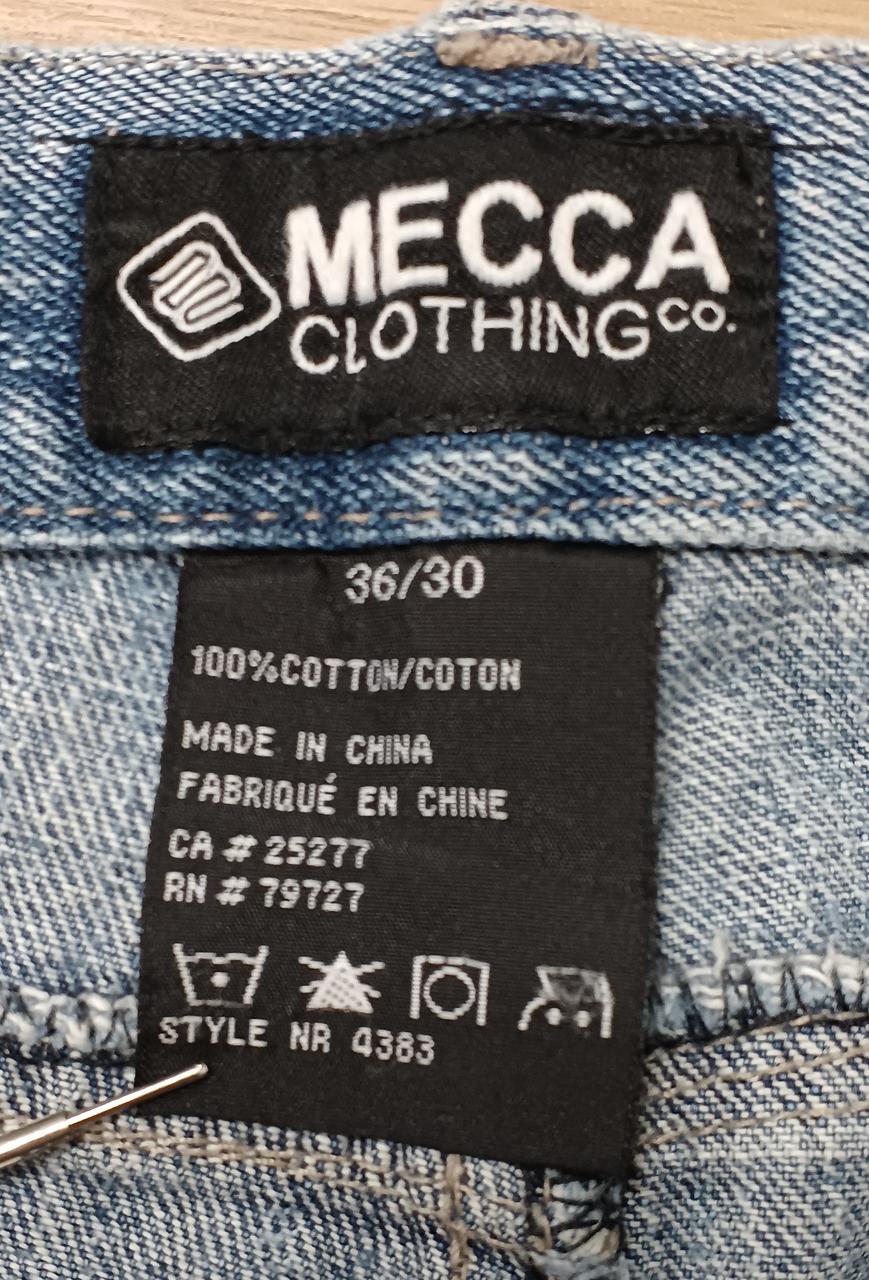 MECCA
CLOTHING CO.
36/30
100%COTTON/COTON
MADE IN CHINA
FABRIQUÉ EN CHINE
CA # 25277
RN # 79727
STYLE NR 4383